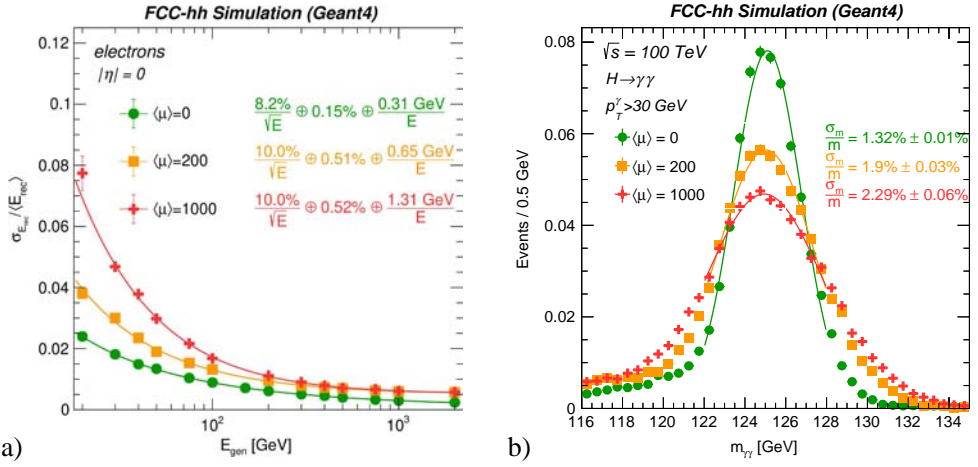 FCC-hh Simulation (Geant4)
electrons
|η| = 0
⟨μ⟩=0
8.2%/√E ⊕ 0.15% ⊕ 0.31 GeV/E
⟨μ⟩=200
10.0%/√E ⊕ 0.51% ⊕ 0.65 GeV/E
⟨μ⟩=1000
10.0%/√E ⊕ 0.52% ⊕ 1.31 GeV/E
σ_E_rec / ⟨E_rec⟩
0.12
0.1
0.08
0.06
0.04
0.02
0
10²
10³
E_gen [GeV]
a)
FCC-hh Simulation (Geant4)
√s = 100 TeV
H→γγ
p_T^γ>30 GeV
⟨μ⟩ = 0
σ_m/m = 1.32% ± 0.01%
⟨μ⟩ = 200
σ_m/m = 1.9% ± 0.03%
⟨μ⟩ = 1000
σ_m/m = 2.29% ± 0.06%
Events / 0.5 GeV
0.08
0.06
0.04
0.02
0
116 118 120 122 124 126 128 130 132 134
m_γγ [GeV]
b)